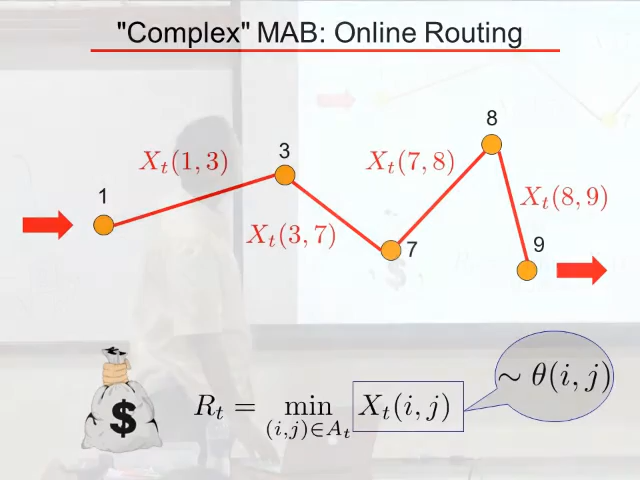 "Complex" MAB: Online Routing
8
X_t(1,3)
3
X_t(7,8)
1
X_t(8,9)
X_t(3,7)
7
9
$
R_t = min_{(i,j)∈A_t} X_t(i,j)
∼ θ(i,j)